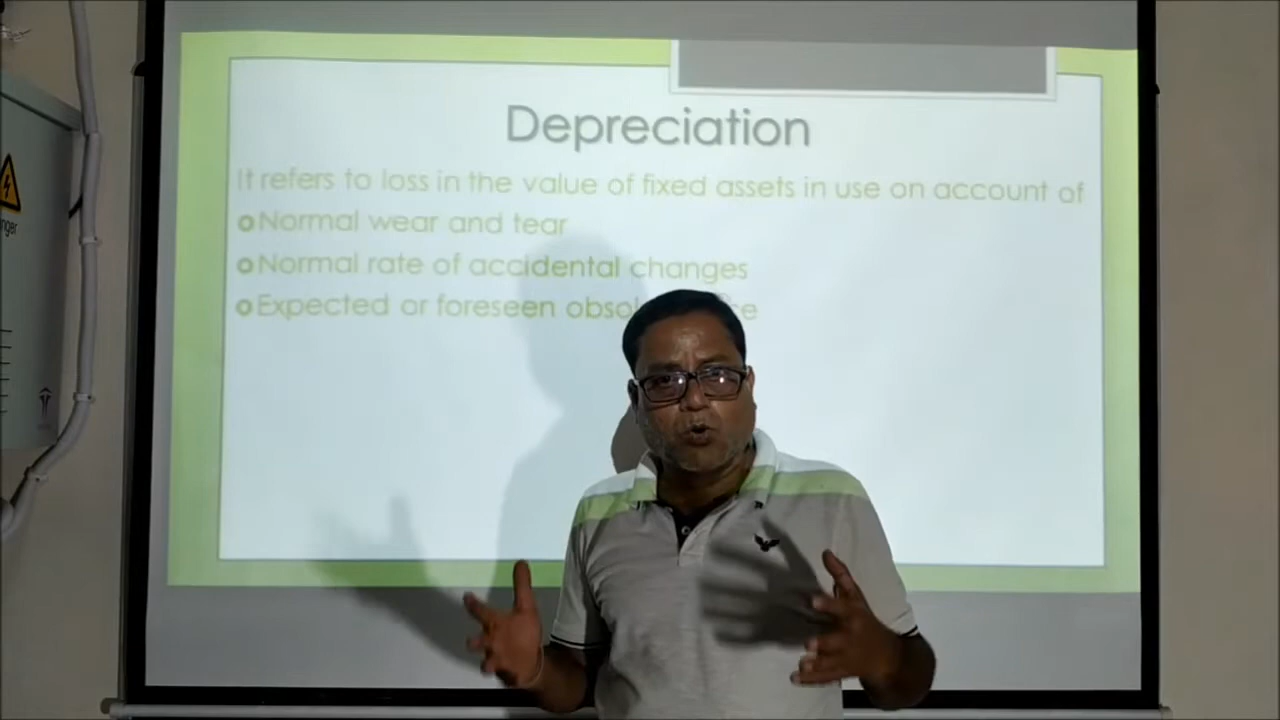 Depreciation
It refers to loss in the value of fixed assets in use on account of
Normal wear and tear
Normal rate of accidental changes
Expected or foreseen